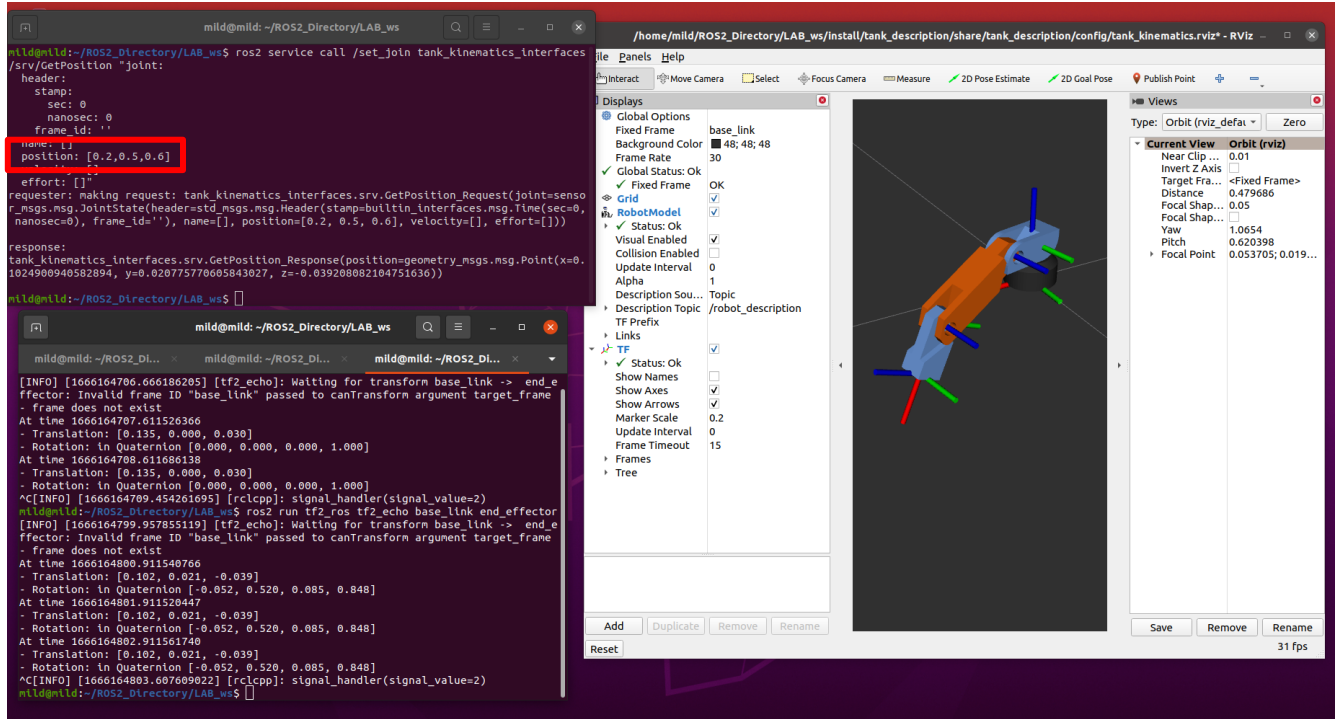 mild@mild: ~/ROS2_Directory/LAB_ws
mild@mild:~/ROS2_Directory/LAB_ws$ ros2 service call /set_join tank_kinematics_interfaces
/srv/GetPosition "joint:
header:
stamp:
sec: 0
nanosec: 0
frame_id: ''
name: []
position: [0.2,0.5,0.6]
effort: []"
requester: making request: tank_kinematics_interfaces.srv.GetPosition_Request(joint=senso
r_msgs.msg.JointState(header=std_msgs.msg.Header(stamp=builtin_interfaces.msg.Time(sec=0,
nanosec=0), frame_id=''), name=[], position=[0.2, 0.5, 0.6], velocity=[], effort=[]))
response:
tank_kinematics_interfaces.srv.GetPosition_Response(position=geometry_msgs.msg.Point(x=0.
1024900940582894, y=0.020775770605843027, z=-0.039208082104751636))
mild@mild:~/ROS2_Directory/LAB_ws$
mild@mild: ~/ROS2_Directory/LAB_ws
mild@mild: ~/ROS2_Di... × mild@mild: ~/ROS2_Di... × mild@mild: ~/ROS2_Di... ×
[INFO] [1666164706.666186205] [tf2_echo]: Waiting for transform base_link -> end_e
ffector: Invalid frame ID "base_link" passed to canTransform argument target_frame
- frame does not exist
At time 1666164707.611526366
- Translation: [0.135, 0.000, 0.030]
- Rotation: in Quaternion [0.000, 0.000, 0.000, 1.000]
At time 1666164708.611686138
- Translation: [0.135, 0.000, 0.030]
- Rotation: in Quaternion [0.000, 0.000, 0.000, 1.000]
^C[INFO] [1666164709.454261695] [rclcpp]: signal_handler(signal_value=2)
mild@mild:~/ROS2_Directory/LAB_ws$ ros2 run tf2_ros tf2_echo base_link end_effector
[INFO] [1666164799.957855119] [tf2_echo]: Waiting for transform base_link -> end_e
ffector: Invalid frame ID "base_link" passed to canTransform argument target_frame
- frame does not exist
At time 1666164800.911540766
- Translation: [0.102, 0.021, -0.039]
- Rotation: in Quaternion [-0.052, 0.520, 0.085, 0.848]
At time 1666164801.911520447
- Translation: [0.102, 0.021, -0.039]
- Rotation: in Quaternion [-0.052, 0.520, 0.085, 0.848]
At time 1666164802.911561740
- Translation: [0.102, 0.021, -0.039]
- Rotation: in Quaternion [-0.052, 0.520, 0.085, 0.848]
^C[INFO] [1666164803.607609022] [rclcpp]: signal_handler(signal_value=2)
mild@mild:~/ROS2_Directory/LAB_ws$
/home/mild/ROS2_Directory/LAB_ws/install/tank_description/share/tank_description/config/tank_kinematics.rviz* - RViz
Panels Help
Interact Move Camera Select Focus Camera Measure 2D Pose Estimate 2D Goal Pose Publish Point
Displays
Global Options
Fixed Frame base_link
Background Color 48; 48; 48
Frame Rate 30
Global Status: Ok
Fixed Frame OK
Grid
RobotModel
Status: Ok
Visual Enabled
Collision Enabled
Update Interval 0
Alpha 1
Description Sou... Topic
Description Topic /robot_description
TF Prefix
Links
TF
Status: Ok
Show Names
Show Axes
Show Arrows
Marker Scale 0.2
Update Interval 0
Frame Timeout 15
Frames
Tree
Add Duplicate Remove Rename
Reset
Views
Type: Orbit (rviz_defau Zero
Current View Orbit (rviz)
Near Clip ... 0.01
Invert Z Axis
Target Fra... <Fixed Frame>
Distance 0.479686
Focal Shap... 0.05
Focal Shap...
Yaw 1.0654
Pitch 0.620398
Focal Point 0.053705; 0.019...
Save Remove Rename
31 fps